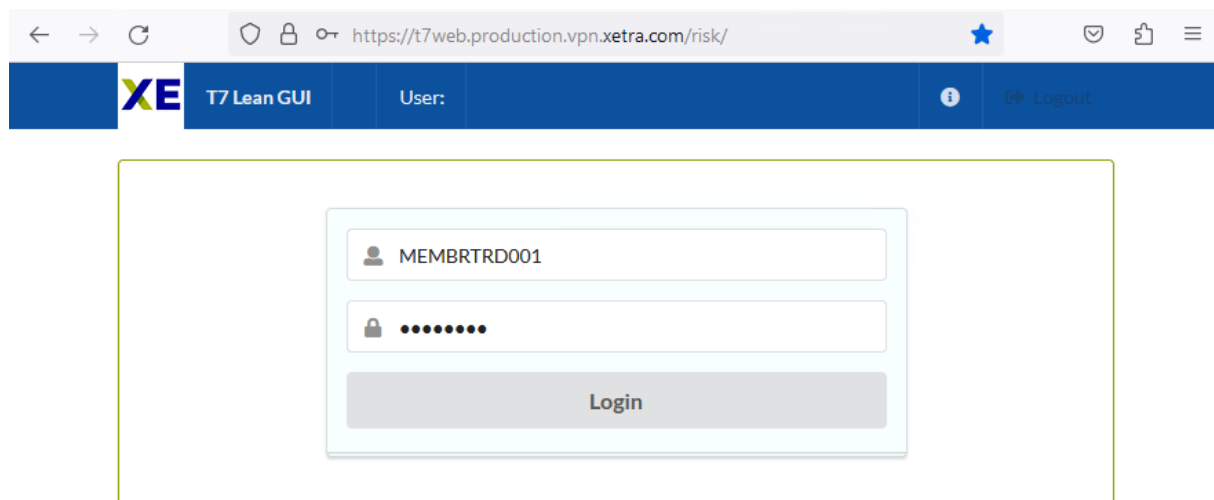 https://t7web.production.vpn.xetra.com/risk/
XE T7 Lean GUI User: Logout
MEMBRTRD001
Login